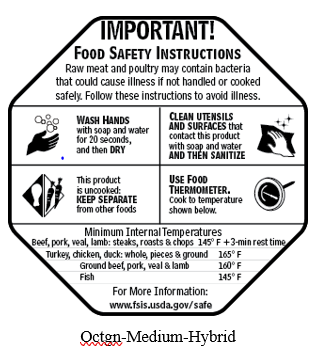 IMPORTANT!
FOOD SAFETY INSTRUCTIONS
Raw meat and poultry may contain bacteria
that could cause illness if not handled or cooked
safely. Follow these instructions to avoid illness.
WASH HANDS
with soap and water
for 20 seconds,
and then DRY
CLEAN UTENSILS
AND SURFACES that
contact this product
with soap and water
AND THEN SANITIZE
This product
is uncooked:
KEEP SEPARATE
from other foods
USE FOOD
THERMOMETER.
Cook to temperature
shown below.
Minimum Internal Temperatures
Beef, pork, veal, lamb: steaks, roasts & chops 145° F + 3-min rest time
Turkey, chicken, duck: whole, pieces & ground 165° F
Ground beef, pork, veal & lamb 160° F
Fish 145° F
For More Information:
www.fsis.usda.gov/safe
Octgn-Medium-Hybrid